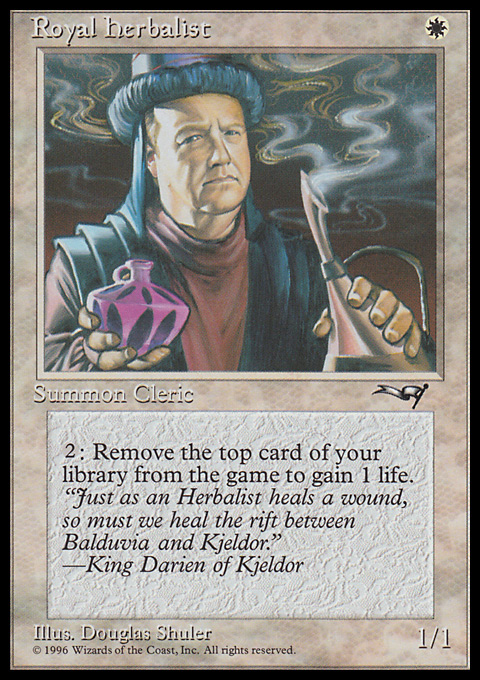 Royal Herbalist
Summon Cleric
2: Remove the top card of your
library from the game to gain 1 life.
“Just as an Herbalist heals a wound,
so must we heal the rift between
Balduvia and Kjeldor.”
—King Darien of Kjeldor
Illus. Douglas Shuler
1/1
© 1996 Wizards of the Coast, Inc. All rights reserved.